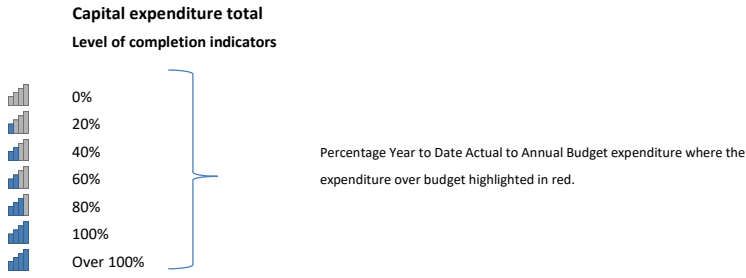 Capital expenditure total
Level of completion indicators
0%
20%
40%
Percentage Year to Date Actual to Annual Budget expenditure where the
60%
expenditure over budget highlighted in red.
80%
100%
Over 100%